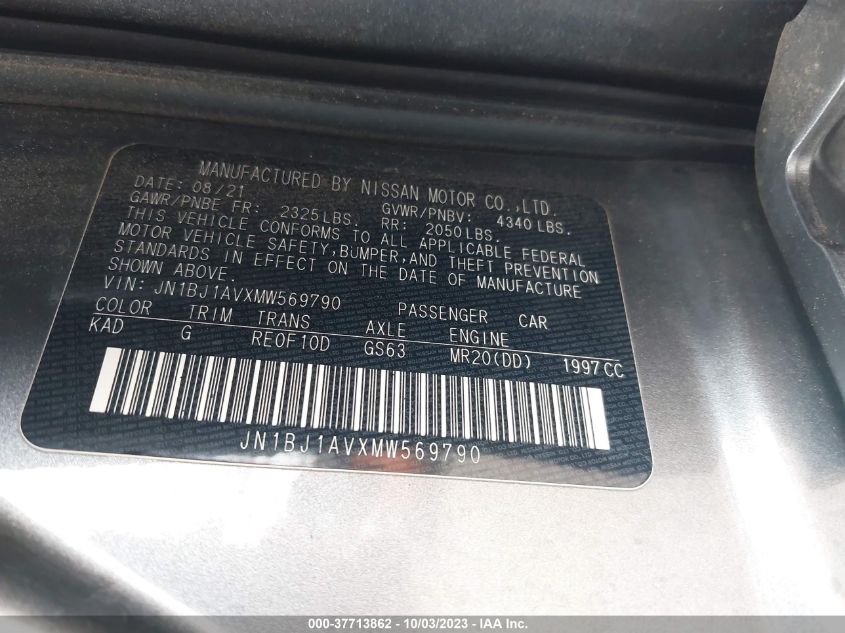 MANUFACTURED BY NISSAN MOTOR CO.,LTD.
DATE: 08/21 GVWR/PNBV: 4340 LBS.
GAWR/PNBE FR: 2325LBS. RR: 2050LBS.
THIS VEHICLE CONFORMS TO ALL APPLICABLE FEDERAL
MOTOR VEHICLE SAFETY, BUMPER, AND THEFT PREVENTION
STANDARDS IN EFFECT ON THE DATE OF MANUFACTURE
SHOWN ABOVE.
VIN: JN1BJ1AVXMW569790 PASSENGER CAR
COLOR TRIM TRANS AXLE ENGINE
KAD G RE0F10D GS63 MR20(DD) 1997CC
JN1BJ1AVXMW569790
000-37713862 - 10/03/2023 - IAA Inc.